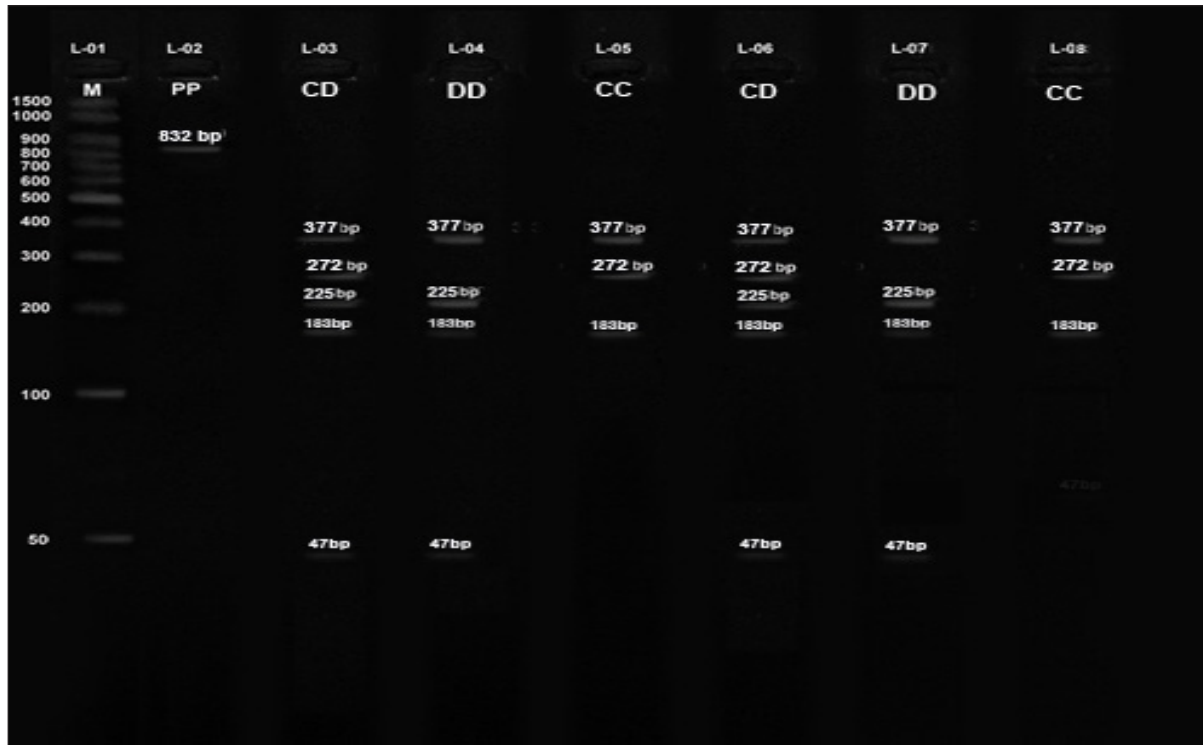 L-01 L-02 L-03 L-04 L-05 L-06 L-07 L-08
M PP CD DD CC CD DD CC
1500
1000
900 832 bp
800
700
600
500
400 377bp 377bp 377bp 377bp 377bp 377bp
300 272 bp 272 bp 272 bp 272bp
200 225bp 225bp 225bp 225bp
183bp 183bp 183bp 183bp 183bp 183bp
100
47bp
50 47bp 47bp 47bp 47bp